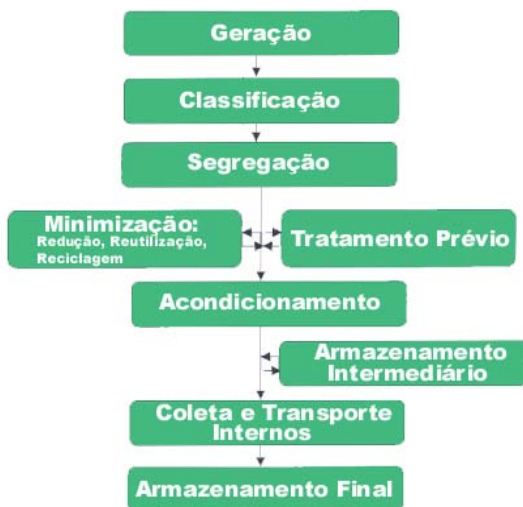 Geração
Classificação
Segregação
Minimização:
Redução, Reutilização,
Reciclagem
Tratamento Prévio
Acondicionamento
Armazenamento
Intermediário
Coleta e Transporte
Internos
Armazenamento Final